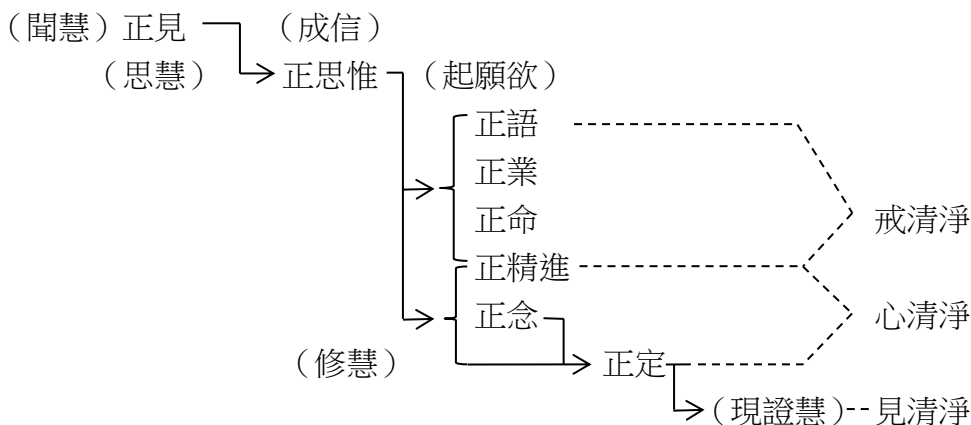 （聞慧）正見 （成信）
（思慧） 正思惟 （起願欲）
正語
正業
正命 戒清淨
正精進
正念 心清淨
（修慧） 正定
（現證慧） 見清淨